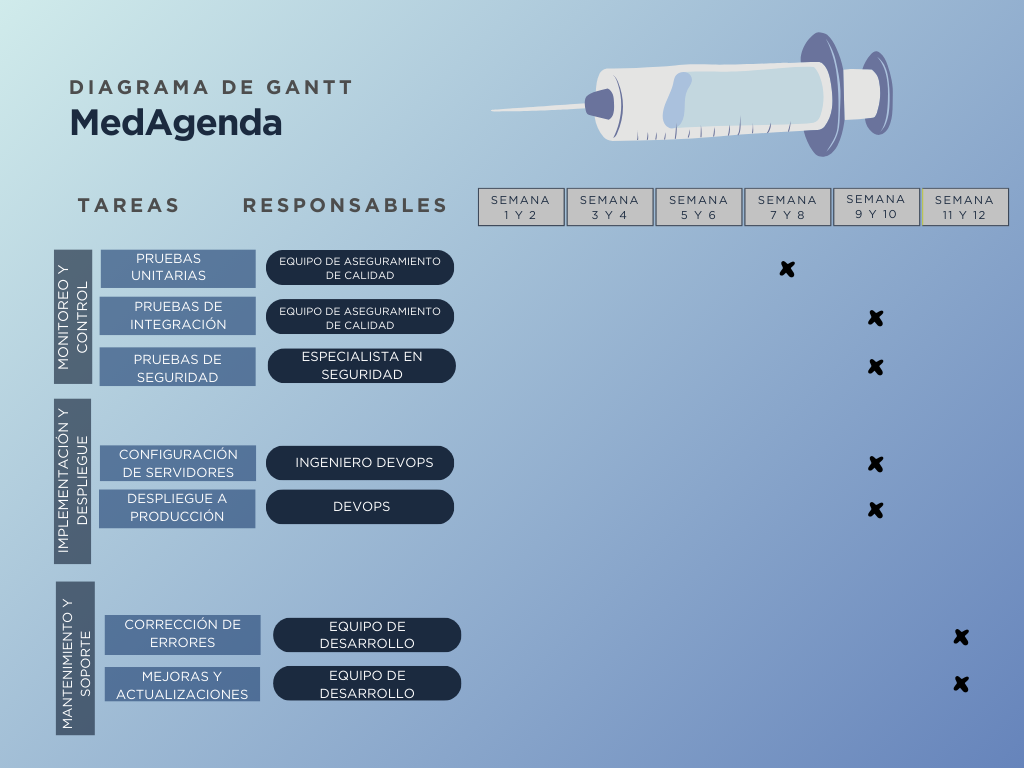 DIAGRAMA DE GANTT
MedAgenda
TAREAS
RESPONSABLES
SEMANA
1 Y 2
SEMANA
3 Y 4
SEMANA
5 Y 6
SEMANA
7 Y 8
SEMANA
9 Y 10
SEMANA
11 Y 12
MONITOREO Y
CONTROL
PRUEBAS
UNITARIAS
EQUIPO DE ASEGURAMIENTO
DE CALIDAD
PRUEBAS DE
INTEGRACIÓN
EQUIPO DE ASEGURAMIENTO
DE CALIDAD
PRUEBAS DE
SEGURIDAD
ESPECIALISTA EN
SEGURIDAD
IMPLEMENTACIÓN Y
DESPLIEGUE
CONFIGURACIÓN
DE SERVIDORES
INGENIERO DEVOPS
DESPLIEGUE A
PRODUCCIÓN
DEVOPS
MANTENIMIENTO Y
SOPORTE
CORRECCIÓN DE
ERRORES
EQUIPO DE
DESARROLLO
MEJORAS Y
ACTUALIZACIONES
EQUIPO DE
DESARROLLO